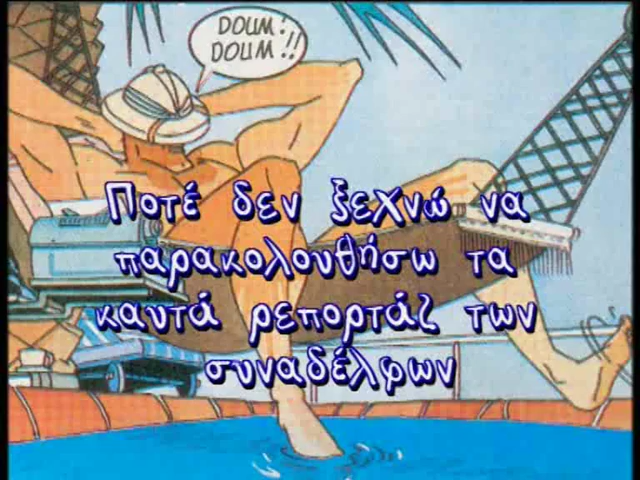 DOUM!
DOUM!!
Ποτέ δεν ξεχνώ να
παρακολουθήσω τα
καυτά ρεπορτάζ των
συναδέλφων